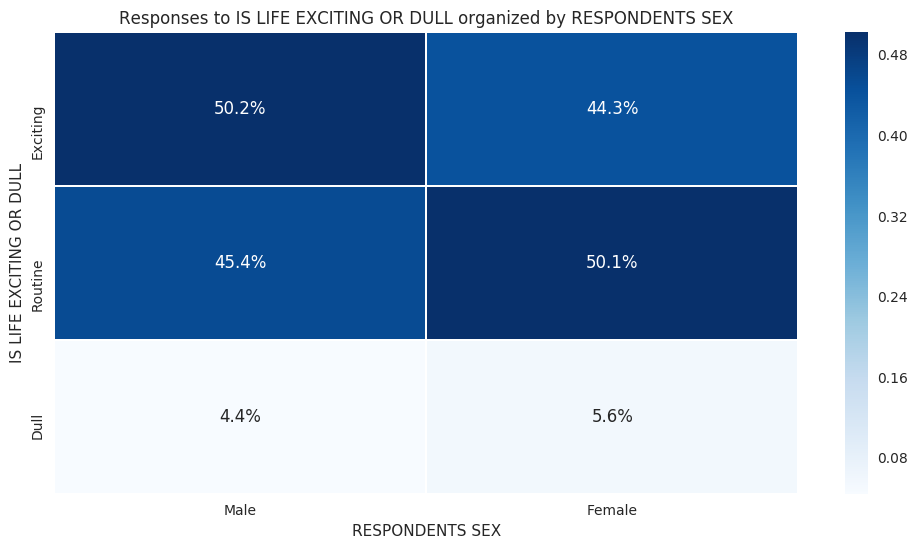 Responses to IS LIFE EXCITING OR DULL organized by RESPONDENTS SEX
IS LIFE EXCITING OR DULL
Exciting
50.2%
44.3%
Routine
45.4%
50.1%
Dull
4.4%
5.6%
Male
Female
RESPONDENTS SEX
0.48
0.40
0.32
0.24
0.16
0.08